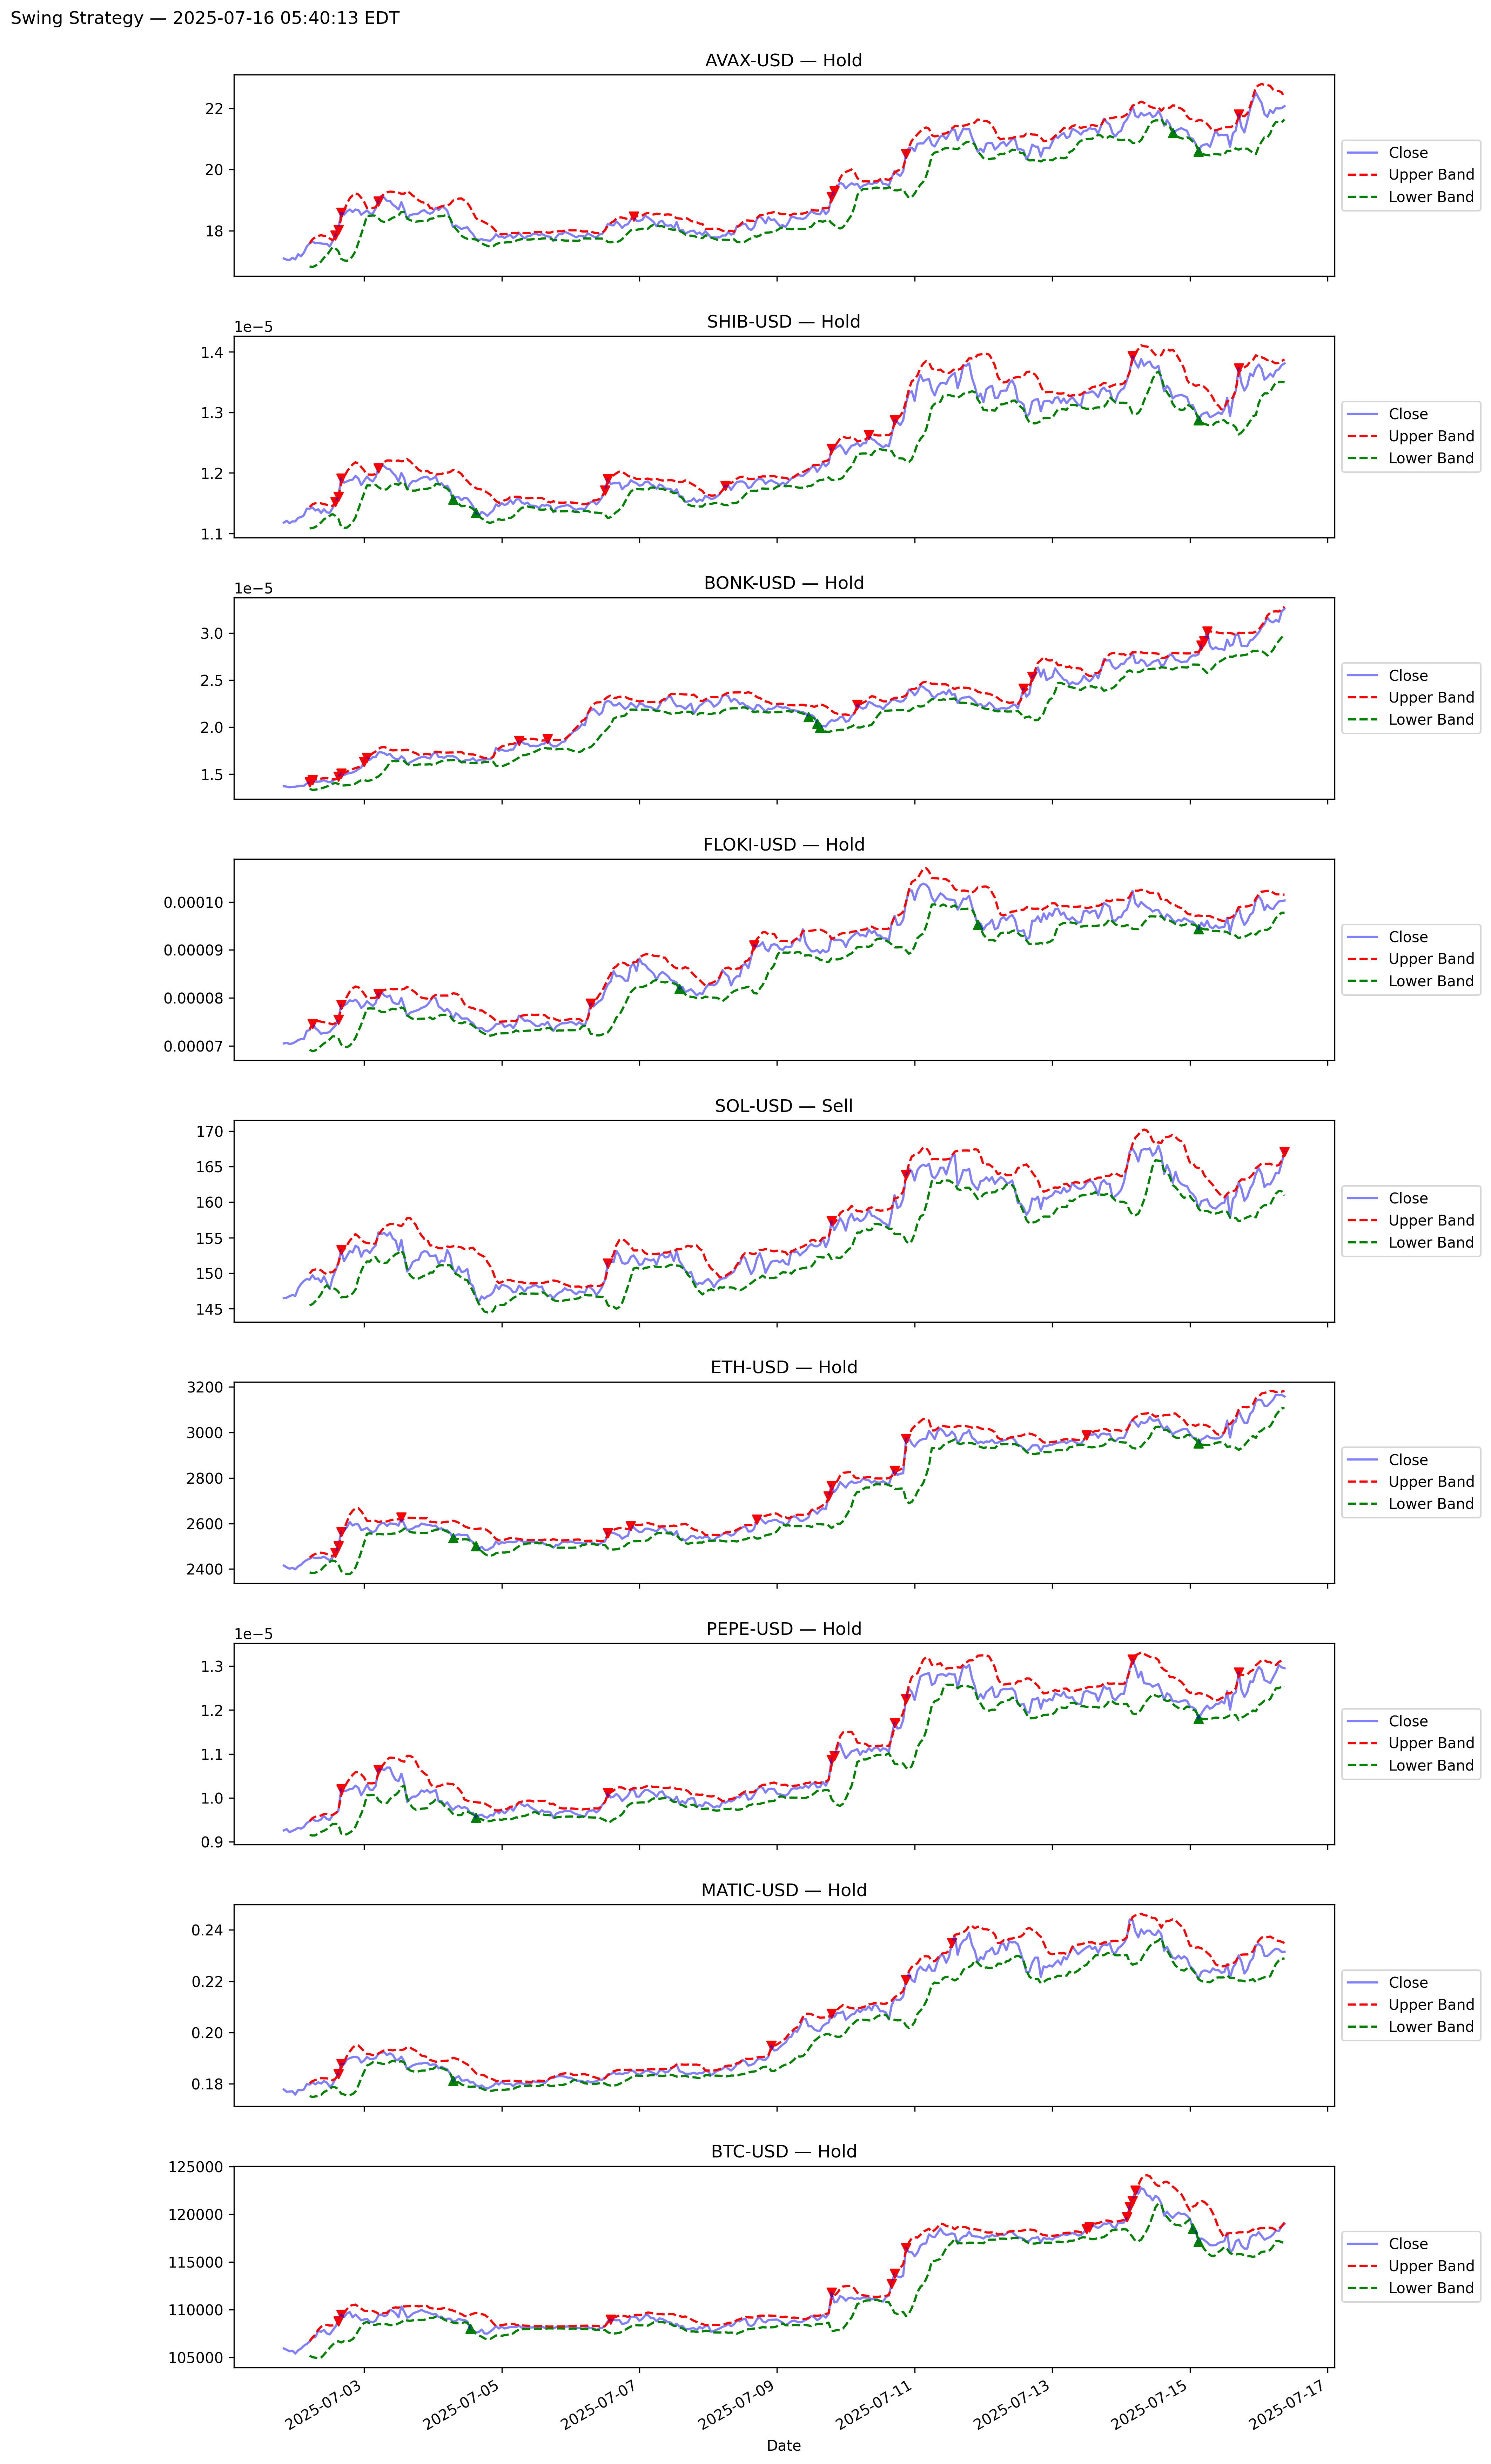 Swing Strategy — 2025-07-16 05:40:13 EDT
AVAX-USD — Hold
22
20
18
Close
Upper Band
Lower Band
SHIB-USD — Hold
1e−5
1.4
1.3
1.2
1.1
Close
Upper Band
Lower Band
BONK-USD — Hold
1e−5
3.0
2.5
2.0
1.5
Close
Upper Band
Lower Band
FLOKI-USD — Hold
0.00010
0.00009
0.00008
0.00007
Close
Upper Band
Lower Band
SOL-USD — Sell
170
165
160
155
150
145
Close
Upper Band
Lower Band
ETH-USD — Hold
3200
3000
2800
2600
2400
Close
Upper Band
Lower Band
PEPE-USD — Hold
1e−5
1.3
1.2
1.1
1.0
0.9
Close
Upper Band
Lower Band
MATIC-USD — Hold
0.24
0.22
0.20
0.18
Close
Upper Band
Lower Band
BTC-USD — Hold
125000
120000
115000
110000
105000
Close
Upper Band
Lower Band
2025-07-03
2025-07-05
2025-07-07
2025-07-09
2025-07-11
2025-07-13
2025-07-15
2025-07-17
Date